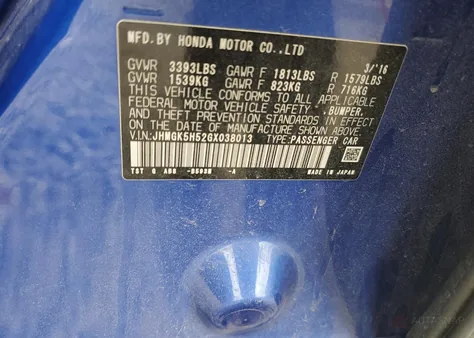 MFD.BY HONDA MOTOR CO.,LTD
3/'16
GVWR 3393LBS GAWR F 1813LBS R 1579LBS
GVWR 1539KG GAWR F 823KG R 716KG
THIS VEHICLE CONFORMS TO ALL APPLICABLE
FEDERAL MOTOR VEHICLE SAFETY .BUMPER.
AND THEFT PREVENTION STANDARDS IN EFFECT
ON THE DATE OF MANUFACTURE SHOWN ABOVE.
V.I.N:JHMGK5H52GX038013 TYPE:PASSENGER CAR
-A MADE IN JAPAN